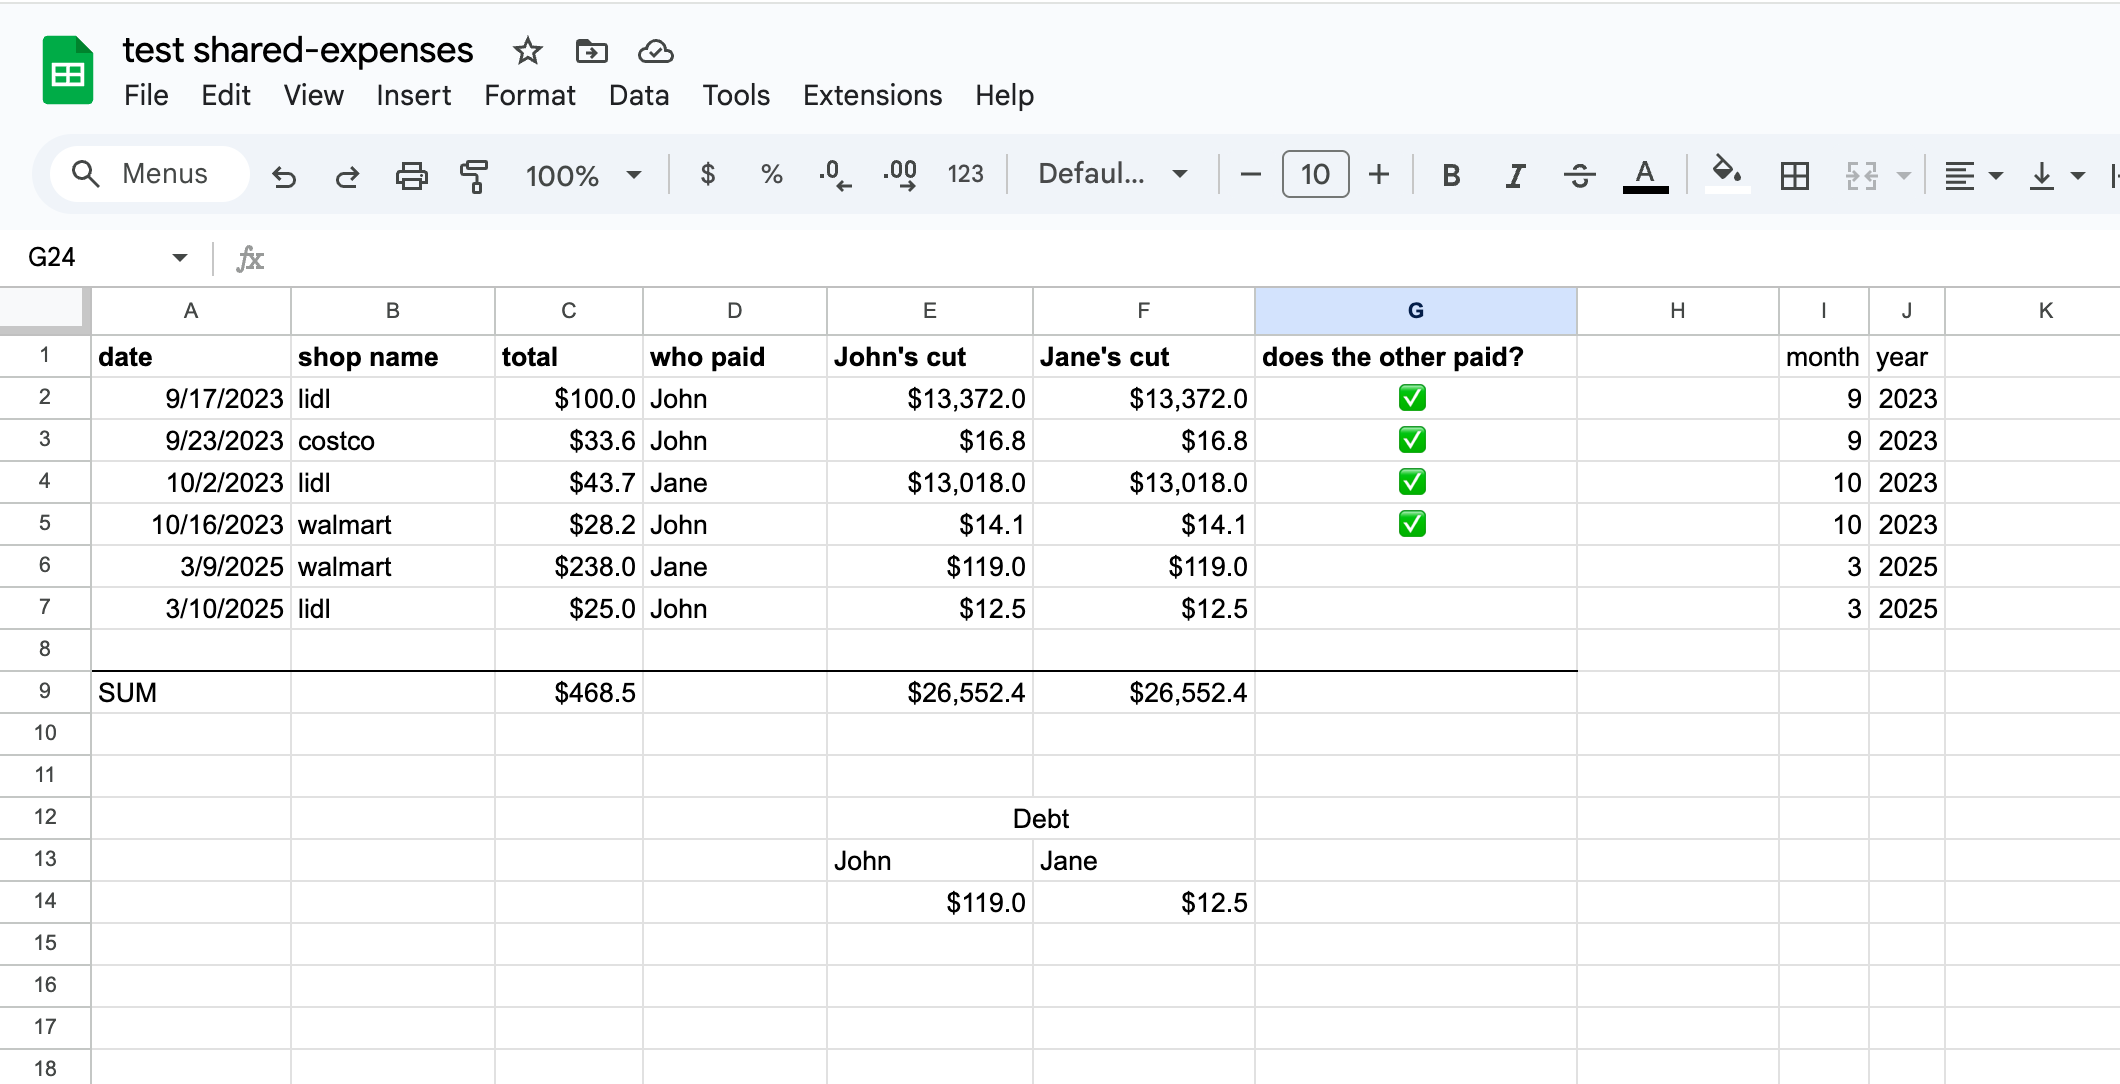 test shared-expenses
File Edit View Insert Format Data Tools Extensions Help
Menus 100% $ % .0 .00 123 Defaul... 10 B I S A
G24 fx
A B C D E F G H I J K
1 date shop name total who paid John's cut Jane's cut does the other paid? month year
2 9/17/2023 lidl $100.0 John $13,372.0 $13,372.0 ✅ 9 2023
3 9/23/2023 costco $33.6 John $16.8 $16.8 ✅ 9 2023
4 10/2/2023 lidl $43.7 Jane $13,018.0 $13,018.0 ✅ 10 2023
5 10/16/2023 walmart $28.2 John $14.1 $14.1 ✅ 10 2023
6 3/9/2025 walmart $238.0 Jane $119.0 $119.0 3 2025
7 3/10/2025 lidl $25.0 John $12.5 $12.5 3 2025
8
9 SUM $468.5 $26,552.4 $26,552.4
10
11
12 Debt
13 John Jane
14 $119.0 $12.5
15
16
17
18